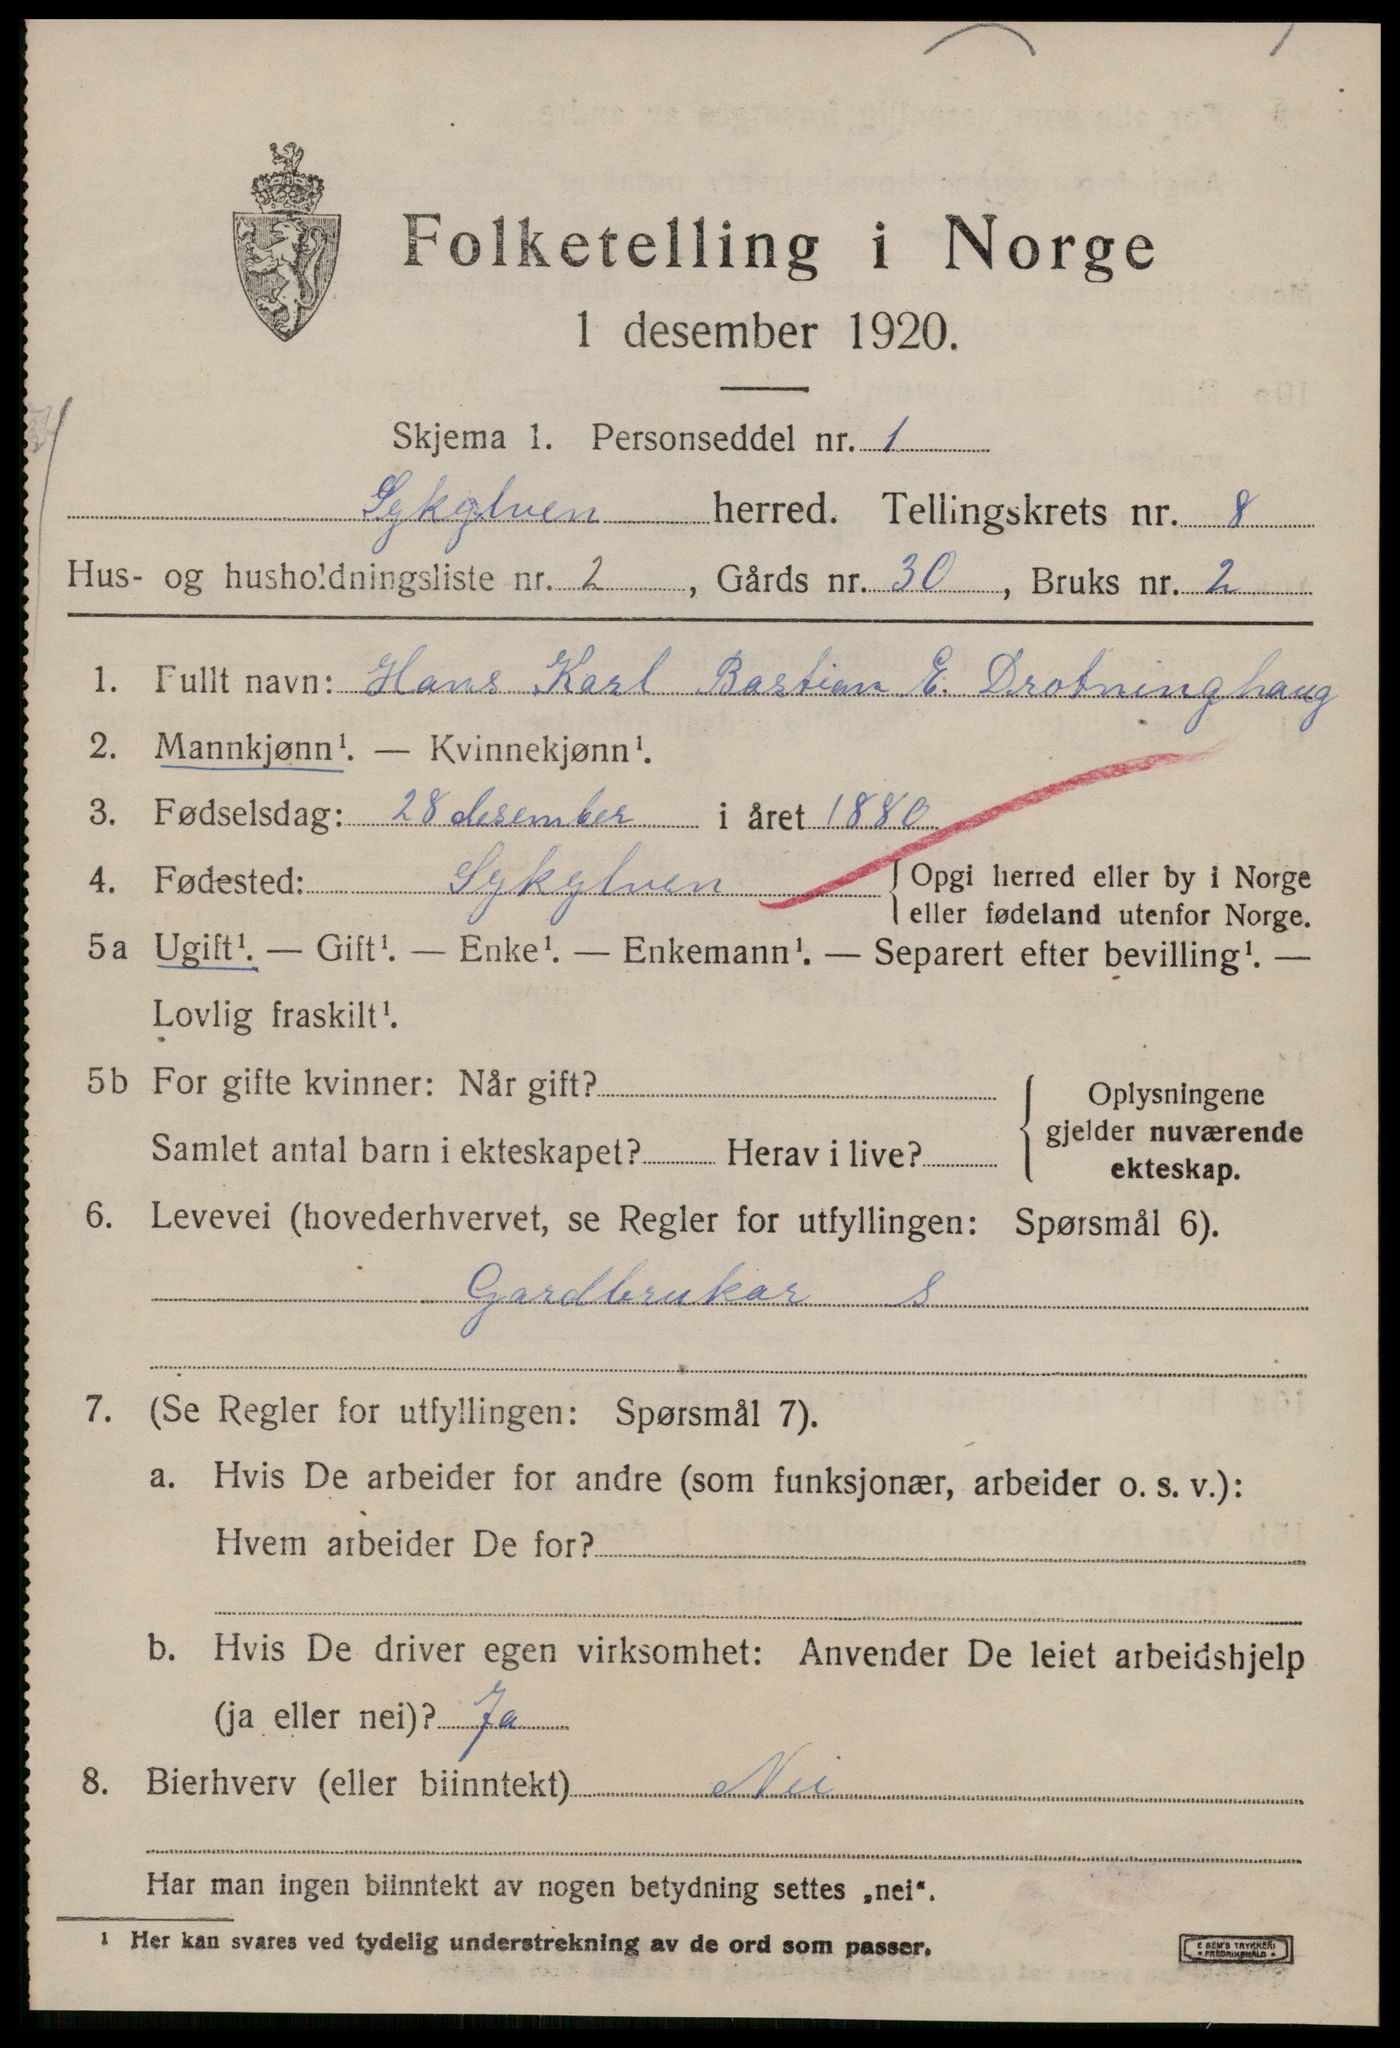 Folketelling i Norge
1 desember 1920.
Skjema 1. Personseddel nr. 1
Sykylven herred. Tellingskrets nr. 8
Hus- og husholdningsliste nr. 2, Gårds nr. 30, Bruks nr. 2
1. Fullt navn: Hans Karl Bastian E. Drotninghaug
2. Mannkjønn¹. — Kvinnekjønn¹.
3. Fødselsdag: 28 desember i året 1880
4. Fødested: Sykylven { Opgi herred eller by i Norge
eller fødeland utenfor Norge.
5a Ugift¹. — Gift¹. — Enke¹. — Enkemann¹. — Separert efter bevilling¹. —
Lovlig fraskilt¹.
5b For gifte kvinner: Når gift? { Oplysningene
gjelder nuværende
Samlet antal barn i ekteskapet? Herav i live?
ekteskap.
6. Levevei (hovederhvervet, se Regler for utfyllingen: Spørsmål 6).
Gardbrukar s
7. (Se Regler for utfyllingen: Spørsmål 7).
a. Hvis De arbeider for andre (som funksjonær, arbeider o. s. v.):
Hvem arbeider De for?
b. Hvis De driver egen virksomhet: Anvender De leiet arbeidshjelp
(ja eller nei)? Ja
8. Bierhverv (eller biinntekt) Nei
Har man ingen biinntekt av nogen betydning settes „nei“.
¹ Her kan svares ved tydelig understrekning av de ord som passer.
E SEM'S TRYKKERI
• FREDRIKSHALD •